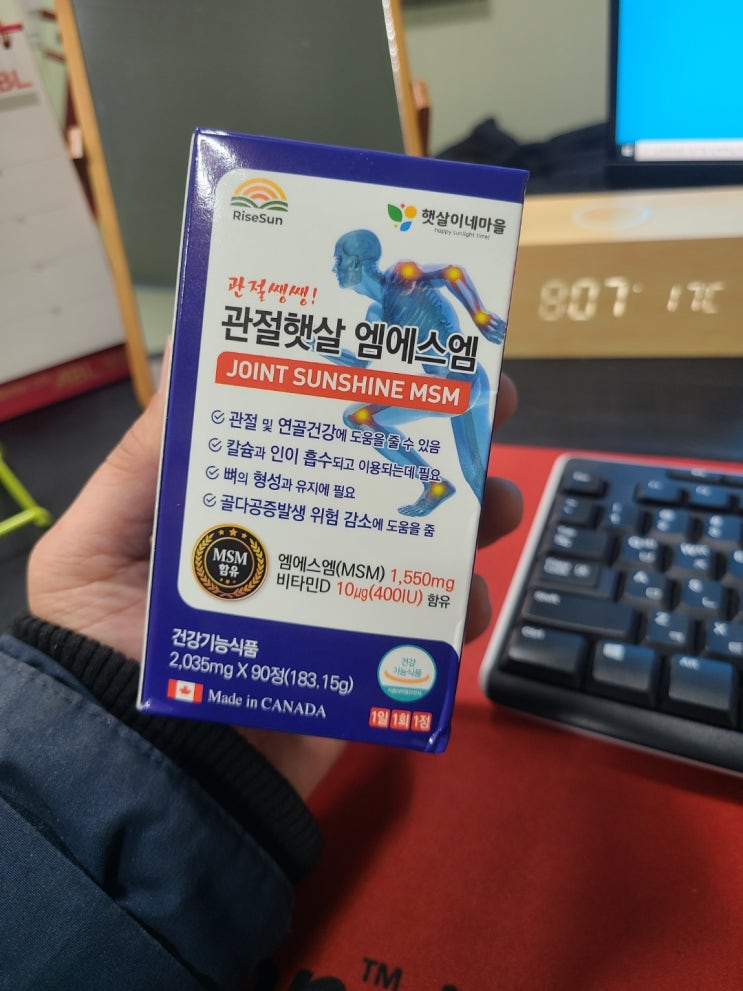 BL
RiseSun
햇살이네마을
happy sunlight time!
관절쌩쌩!
관절햇살 엠에스엠
JOINT SUNSHINE MSM
관절 및 연골건강에 도움을 줄 수 있음
칼슘과 인이 흡수되고 이용되는데 필요
뼈의 형성과 유지에 필요
골다공증발생 위험 감소에 도움을 줌
MSM
함유
엠에스엠(MSM) 1,550mg
비타민D 10μg(400IU) 함유
건강기능식품
2,035mg X 90정(183.15g)
Made in CANADA
건강
기능식품
1일 1회 1정
807 17C
TM